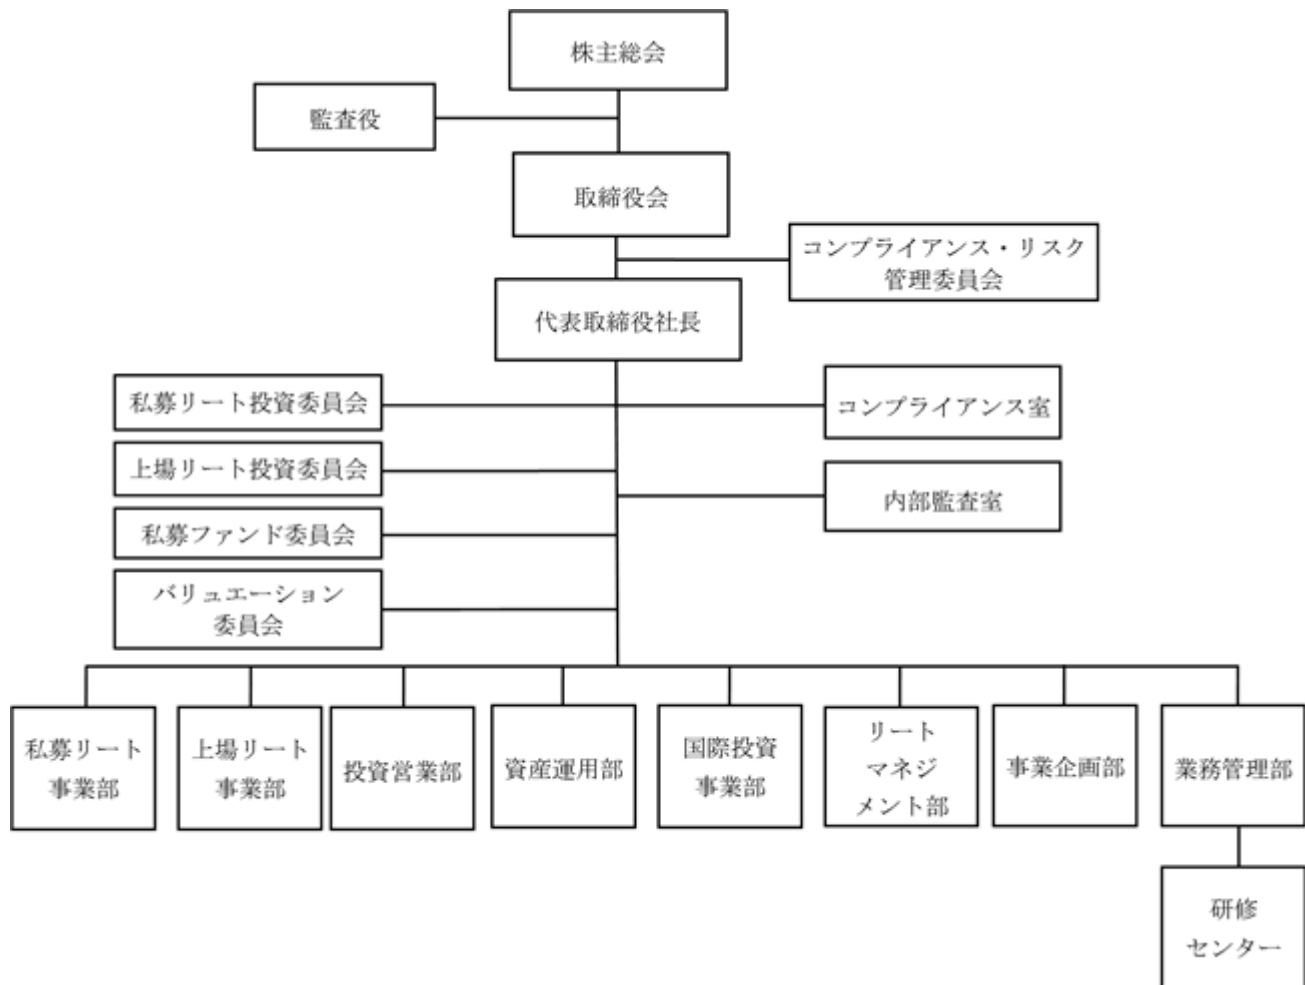 株主総会
監査役
取締役会
コンプライアンス・リスク
管理委員会
代表取締役社長
私募リート投資委員会
コンプライアンス室
上場リート投資委員会
内部監査室
私募ファンド委員会
バリュエーション
委員会
私募リート
事業部
上場リート
事業部
投資営業部
資産運用部
国際投資
事業部
リート
マネジ
メント部
事業企画部
業務管理部
研修
センター